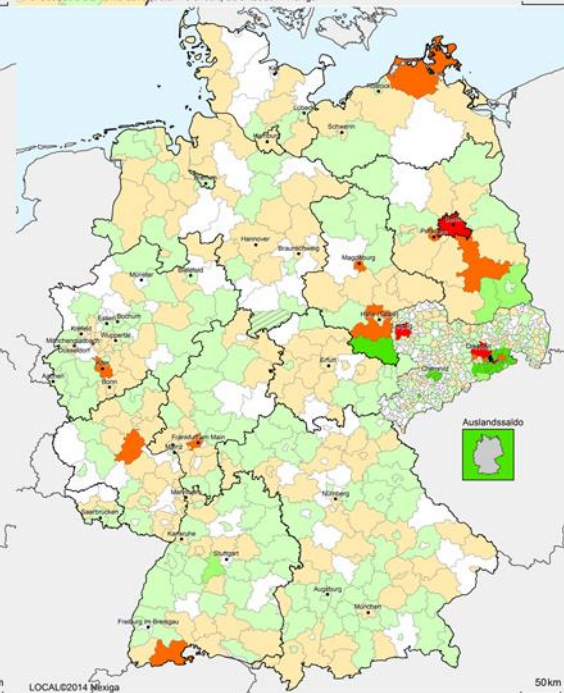 Rostock
Lübeck
Schwerin
Hamburg
Hannover
Braunschweig
Magdeburg
Münster
Bielefeld
Essen Bochum
Krefeld
Wuppertal
Mönchengladbach
Düsseldorf
Köln
Aachen
Bonn
Halle (Saale)
Erfurt
Chemnitz
Auslandssaldo
Frankfurt am Main
Mainz
Mannheim
Saarbrücken
Nürnberg
Karlsruhe
Stuttgart
Augsburg
München
Freiburg im Breisgau
LOCAL©2014 Nexiga
50km